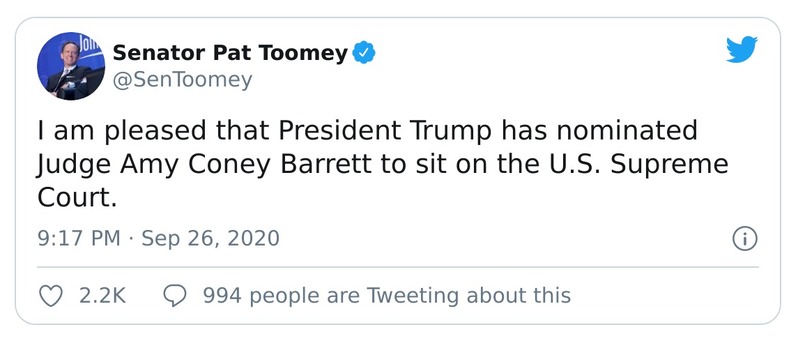 Senator Pat Toomey
@SenToomey
I am pleased that President Trump has nominated
Judge Amy Coney Barrett to sit on the U.S. Supreme
Court.
9:17 PM · Sep 26, 2020
2.2K 994 people are Tweeting about this